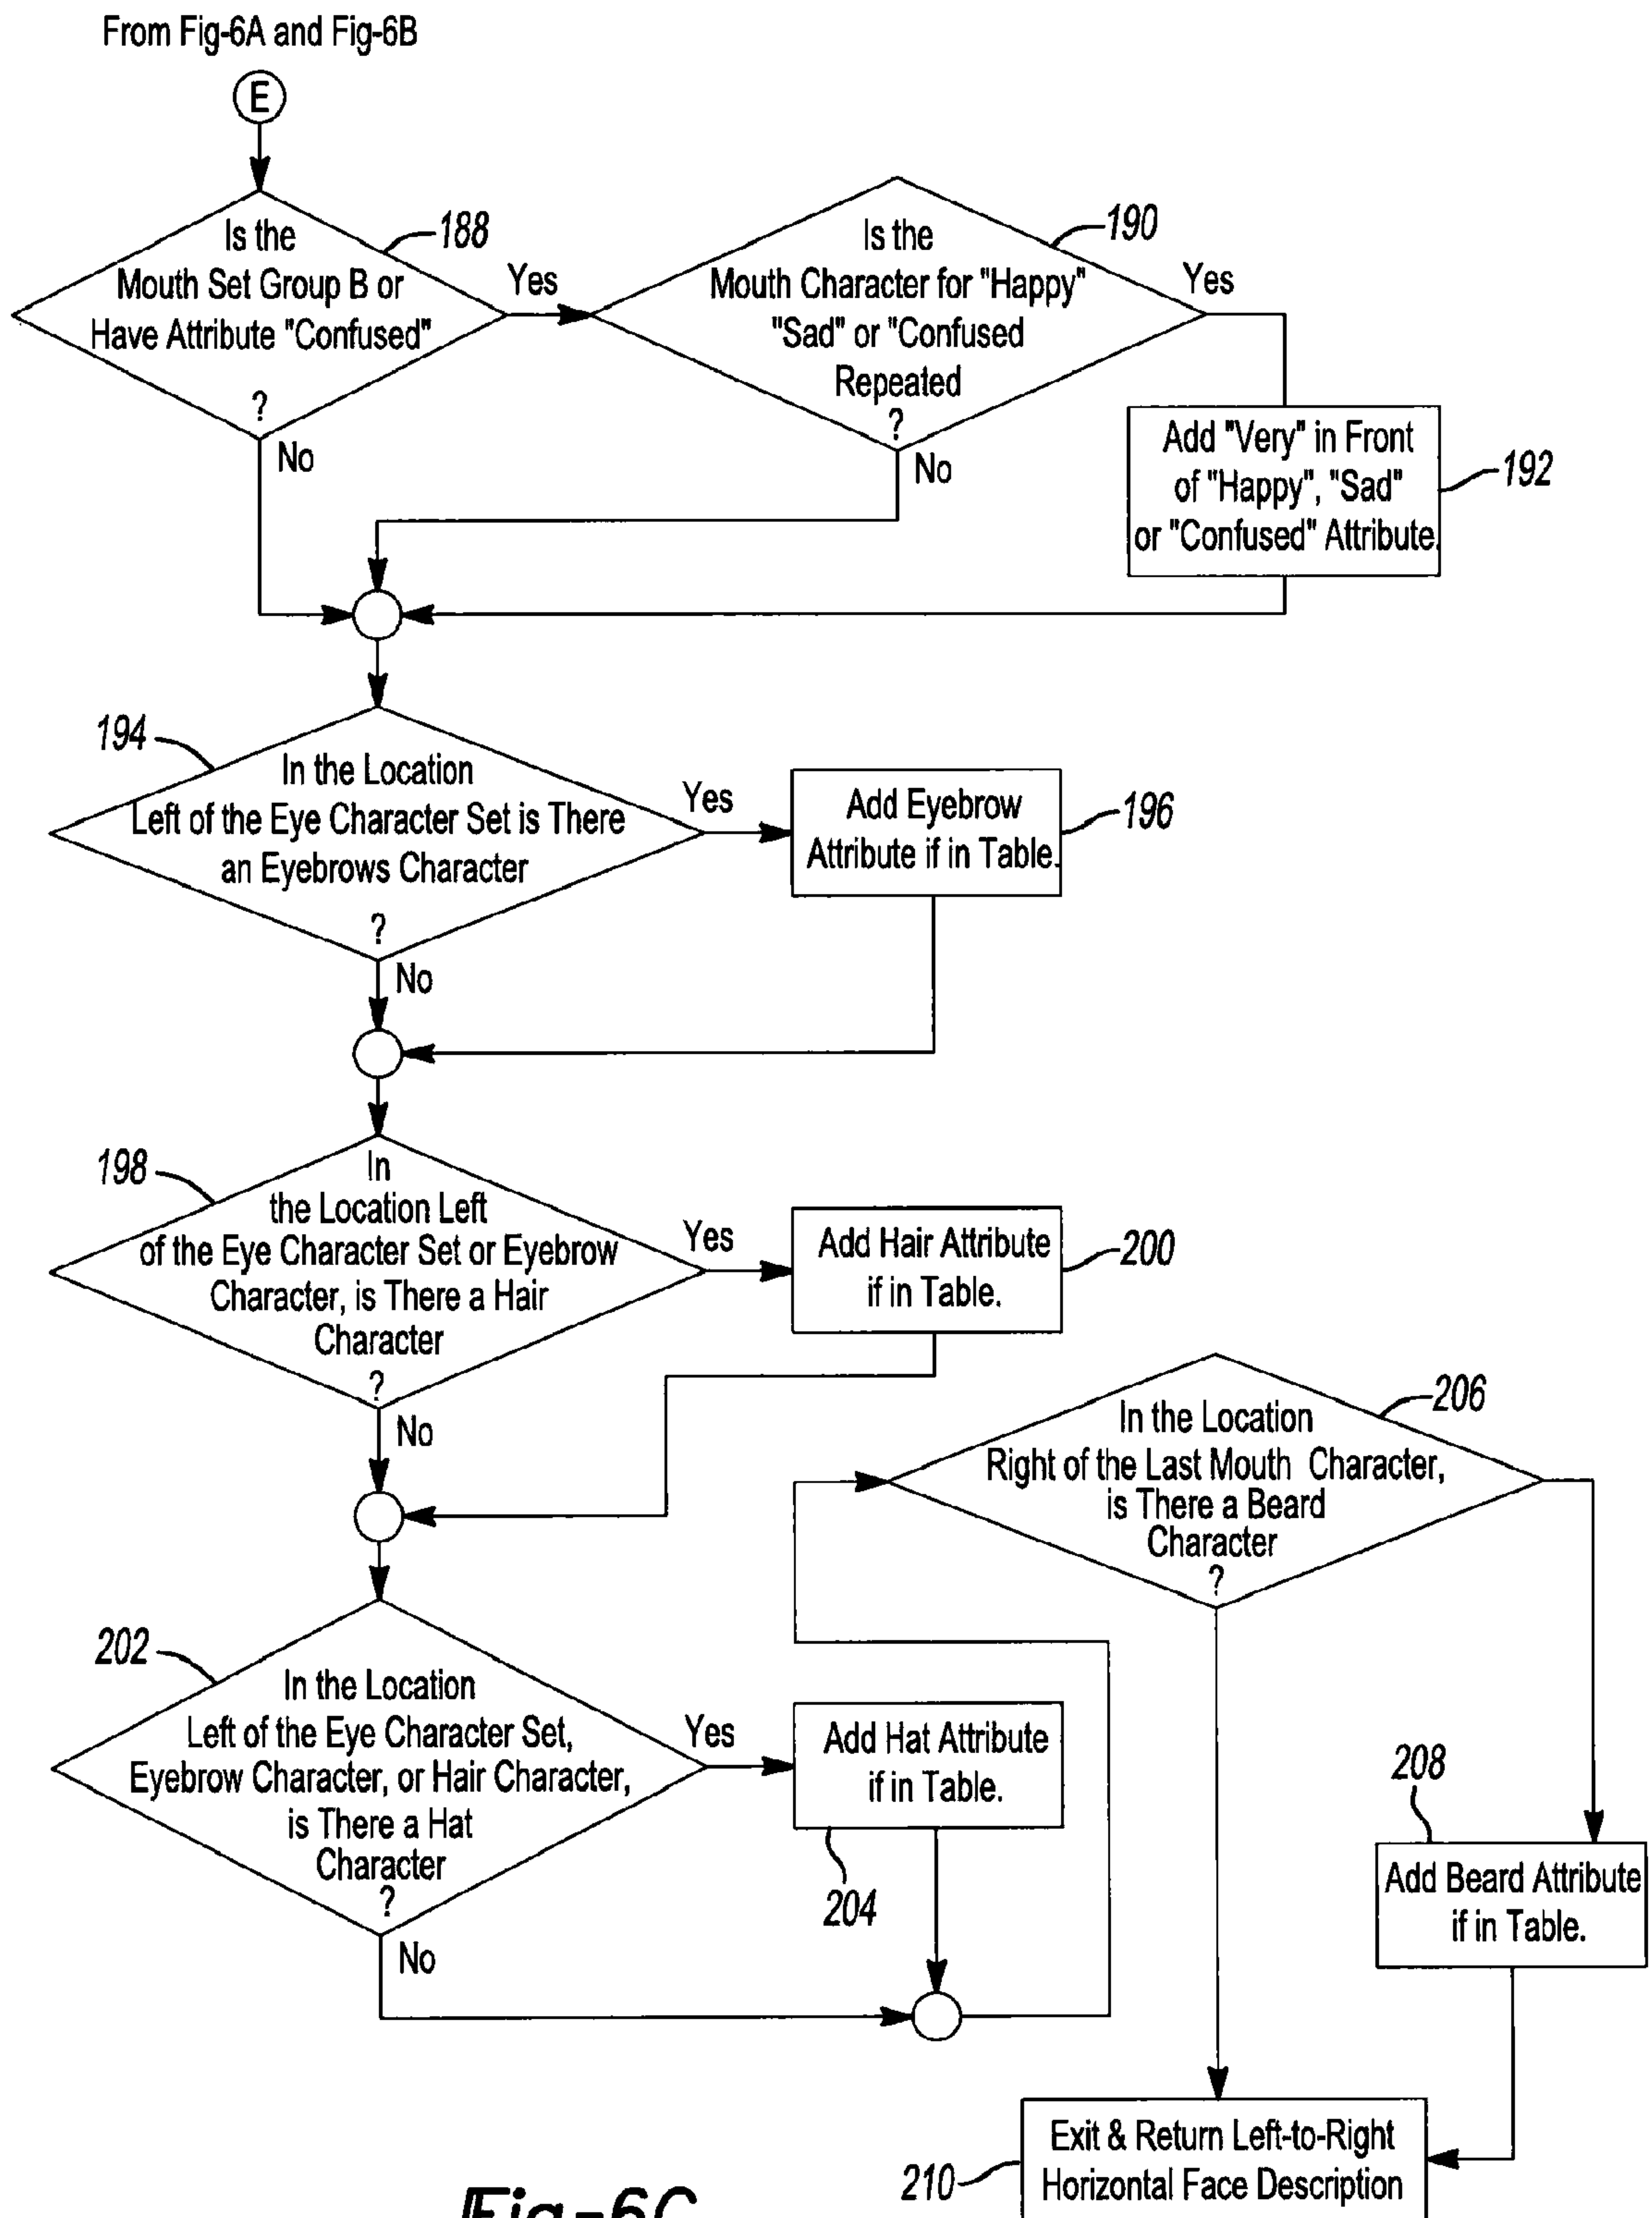 From Fig-6A and Fig-6B
E
Is the
Mouth Set Group B or
Have Attribute "Confused"
?
188
Yes
No
Is the
Mouth Character for "Happy"
"Sad" or "Confused
Repeated
?
190
Yes
No
Add "Very" in Front
of "Happy", "Sad"
or "Confused" Attribute.
192
194
In the Location
Left of the Eye Character Set is There
an Eyebrows Character
?
Yes
No
Add Eyebrow
Attribute if in Table.
196
198
In
the Location Left
of the Eye Character Set or Eyebrow
Character, is There a Hair
Character
?
Yes
No
Add Hair Attribute
if in Table.
200
202
In the Location
Left of the Eye Character Set,
Eyebrow Character, or Hair Character,
is There a Hat
Character
?
Yes
No
Add Hat Attribute
if in Table.
204
206
In the Location
Right of the Last Mouth Character,
is There a Beard
Character
?
208
Add Beard Attribute
if in Table.
210
Exit & Return Left-to-Right
Horizontal Face Description
Fig-6C